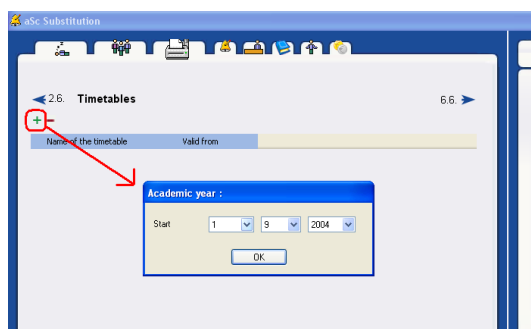 aSc Substitution
2.6. Timetables 6.6.
Name of the timetable Valid from
Academic year :
Start 1 9 2004
OK